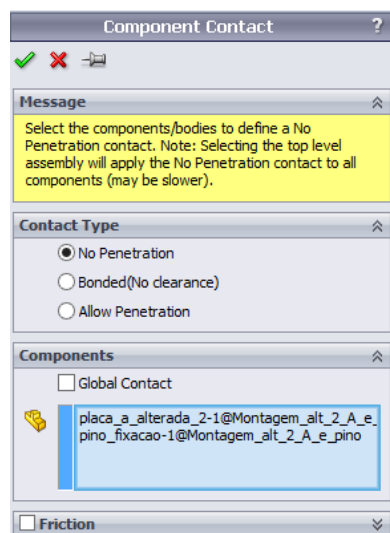 Component Contact ?
Message
Select the components/bodies to define a No
Penetration contact. Note: Selecting the top level
assembly will apply the No Penetration contact to all
components (may be slower).
Contact Type
No Penetration
Bonded(No clearance)
Allow Penetration
Components
Global Contact
placa_a_alterada_2-1@Montagem_alt_2_A_e_
pino_fixacao-1@Montagem_alt_2_A_e_pino
Friction